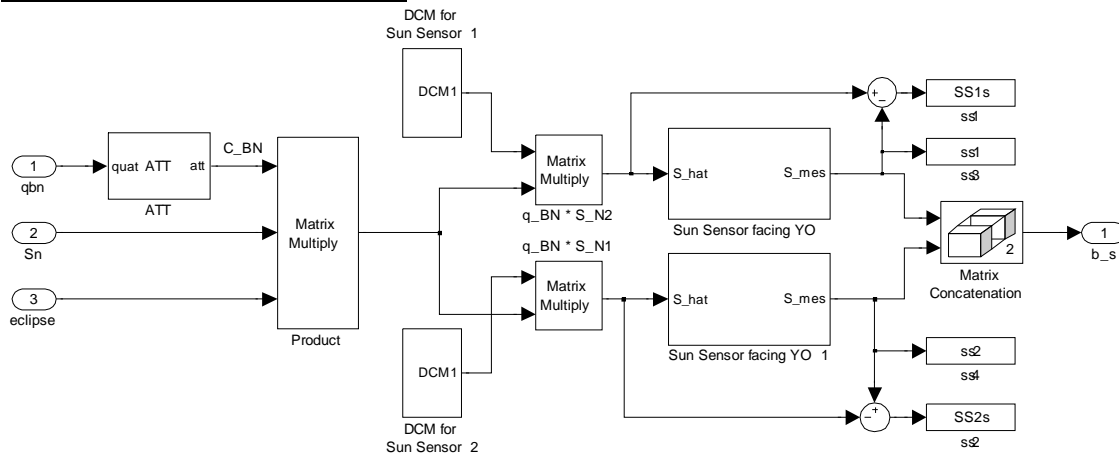 DCM for
Sun Sensor 1
DCM1
1
qbn
quat ATT att
ATT
C_BN
2
Sn
3
eclipse
Matrix
Multiply
Product
Matrix
Multiply
q_BN * S_N2
q_BN * S_N1
Matrix
Multiply
DCM1
DCM for
Sun Sensor 2
S_hat S_mes
Sun Sensor facing YO
S_hat S_mes
Sun Sensor facing YO 1
+
−
SS1s
ss1
ss1
ss3
2
Matrix
Concatenation
1
b_s
ss2
ss4
+
−
SS2s
ss2